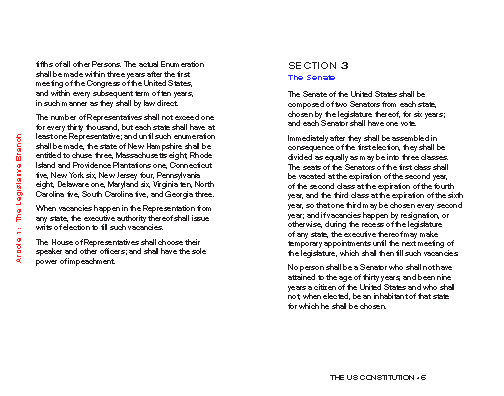 Article 1: The Legislative Branch
fifths of all other Persons. The actual Enumeration
shall be made within three years after the first
meeting of the Congress of the United States,
and within every subsequent term of ten years,
in such manner as they shall by law direct.
The number of Representatives shall not exceed one
for every thirty thousand, but each state shall have at
least one Representative; and until such enumeration
shall be made, the state of New Hampshire shall be
entitled to chuse three, Massachusetts eight, Rhode
Island and Providence Plantations one, Connecticut
five, New York six, New Jersey four, Pennsylvania
eight, Delaware one, Maryland six, Virginia ten, North
Carolina five, South Carolina five, and Georgia three.
When vacancies happen in the Representation from
any state, the executive authority thereof shall issue
writs of election to fill such vacancies.
The House of Representatives shall choose their
speaker and other officers; and shall have the sole
power of impeachment.
SECTION 3
The Senate
The Senate of the United States shall be
composed of two Senators from each state,
chosen by the legislature thereof, for six years;
and each Senator shall have one vote.
Immediately after they shall be assembled in
consequence of the first election, they shall be
divided as equally as may be into three classes.
The seats of the Senators of the first class shall
be vacated at the expiration of the second year,
of the second class at the expiration of the fourth
year, and the third class at the expiration of the sixth
year, so that one third may be chosen every second
year; and if vacancies happen by resignation, or
otherwise, during the recess of the legislature
of any state, the executive thereof may make
temporary appointments until the next meeting of
the legislature, which shall then fill such vacancies.
No person shall be a Senator who shall not have
attained to the age of thirty years, and been nine
years a citizen of the United States and who shall
not, when elected, be an inhabitant of that state
for which he shall be chosen.
THE US CONSTITUTION • 6